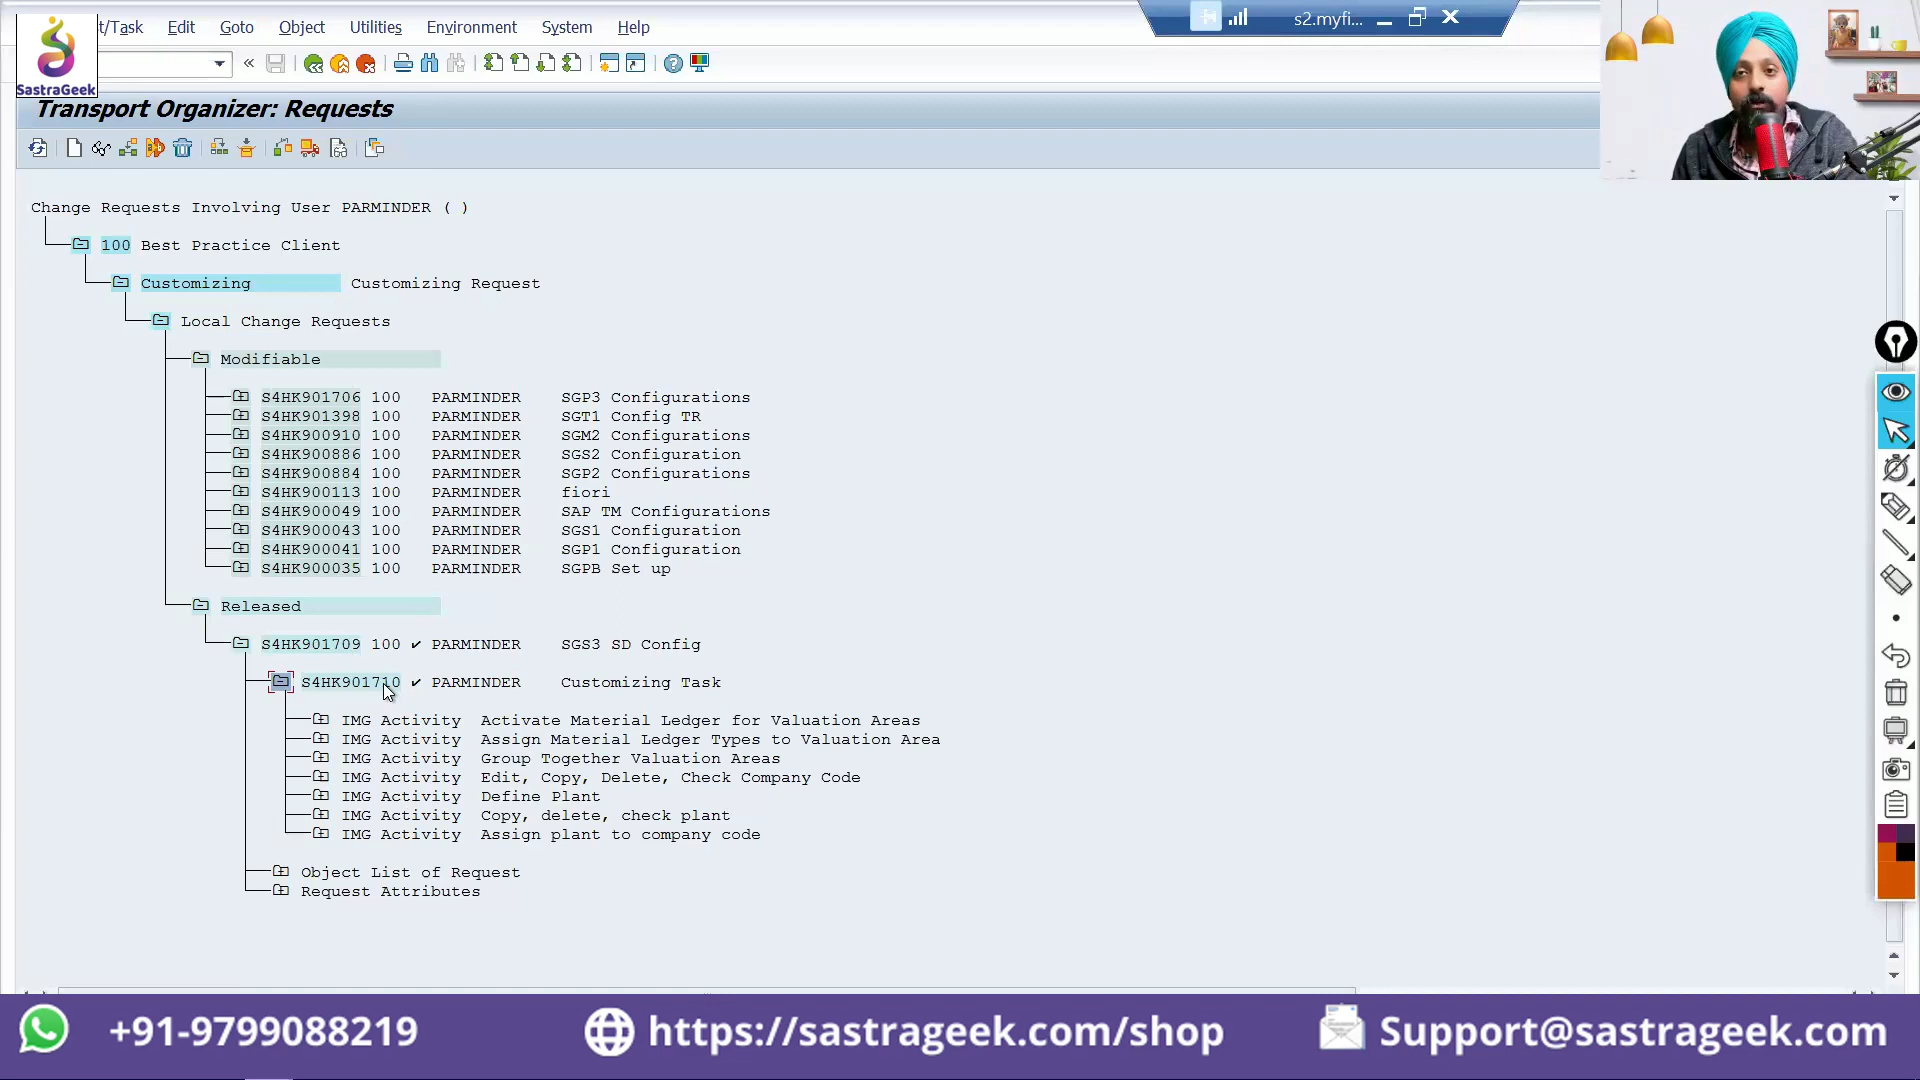 t/Task Edit Goto Object Utilities Environment System Help
s2.myfi...
SastraGeek
Transport Organizer: Requests
Change Requests Involving User PARMINDER ( )
100 Best Practice Client
Customizing Customizing Request
Local Change Requests
Modifiable
S4HK901706 100 PARMINDER SGP3 Configurations
S4HK901398 100 PARMINDER SGT1 Config TR
S4HK900910 100 PARMINDER SGM2 Configurations
S4HK900886 100 PARMINDER SGS2 Configuration
S4HK900884 100 PARMINDER SGP2 Configurations
S4HK900113 100 PARMINDER fiori
S4HK900049 100 PARMINDER SAP TM Configurations
S4HK900043 100 PARMINDER SGS1 Configuration
S4HK900041 100 PARMINDER SGP1 Configuration
S4HK900035 100 PARMINDER SGPB Set up
Released
S4HK901709 100 ✔ PARMINDER SGS3 SD Config
S4HK901710 ✔ PARMINDER Customizing Task
IMG Activity Activate Material Ledger for Valuation Areas
IMG Activity Assign Material Ledger Types to Valuation Area
IMG Activity Group Together Valuation Areas
IMG Activity Edit, Copy, Delete, Check Company Code
IMG Activity Define Plant
IMG Activity Copy, delete, check plant
IMG Activity Assign plant to company code
Object List of Request
Request Attributes
+91-9799088219 https://sastrageek.com/shop Support@sastrageek.com